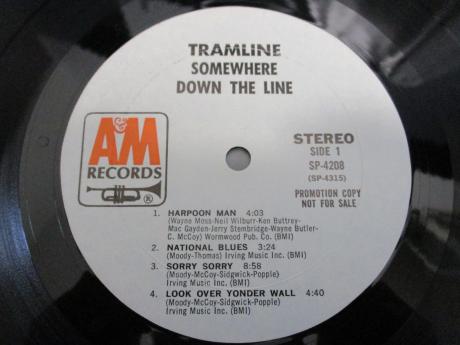 TRAMLINE
SOMEWHERE
DOWN THE LINE
A&M
RECORDS
®
STEREO
SIDE 1
SP-4208
(SP-4315)
PROMOTION COPY
NOT FOR SALE
1. HARPOON MAN 4:03
(Wayne Moss-Neil Wilburr-Ken Buttrey-
Mac Gayden-Jerry Stembridge-Wayne Butler-
C. McCoy) Wormwood Pub. Co. (BMI)
2. NATIONAL BLUES 3:24
(Moody-Thomas) Irving Music Inc. (BMI)
3. SORRY SORRY 8:58
(Moody-McCoy-Sidgwick-Popple)
Irving Music Inc. (BMI)
4. LOOK OVER YONDER WALL 4:40
(Moody-McCoy-Sidgwick-Popple)
Irving Music Inc. (BMI)